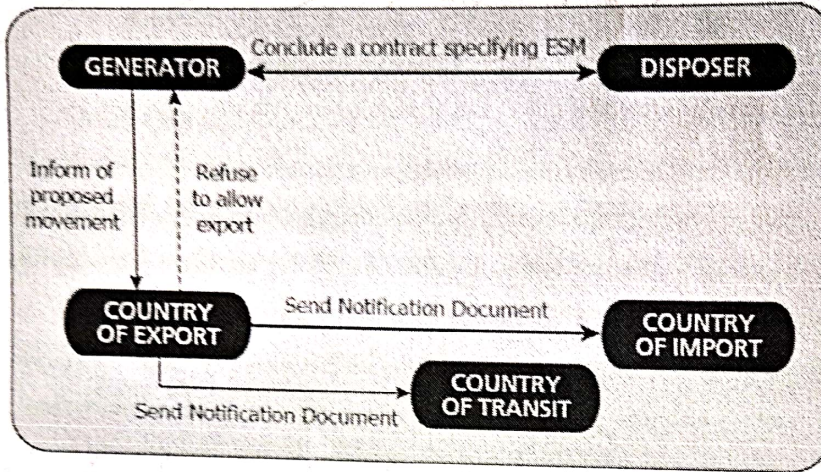 Conclude a contract specifying ESM
GENERATOR
DISPOSER
Inform of
proposed
movement
Refuse
to allow
export
COUNTRY
OF EXPORT
Send Notification Document
COUNTRY
OF IMPORT
COUNTRY
OF TRANSIT
Send Notification Document